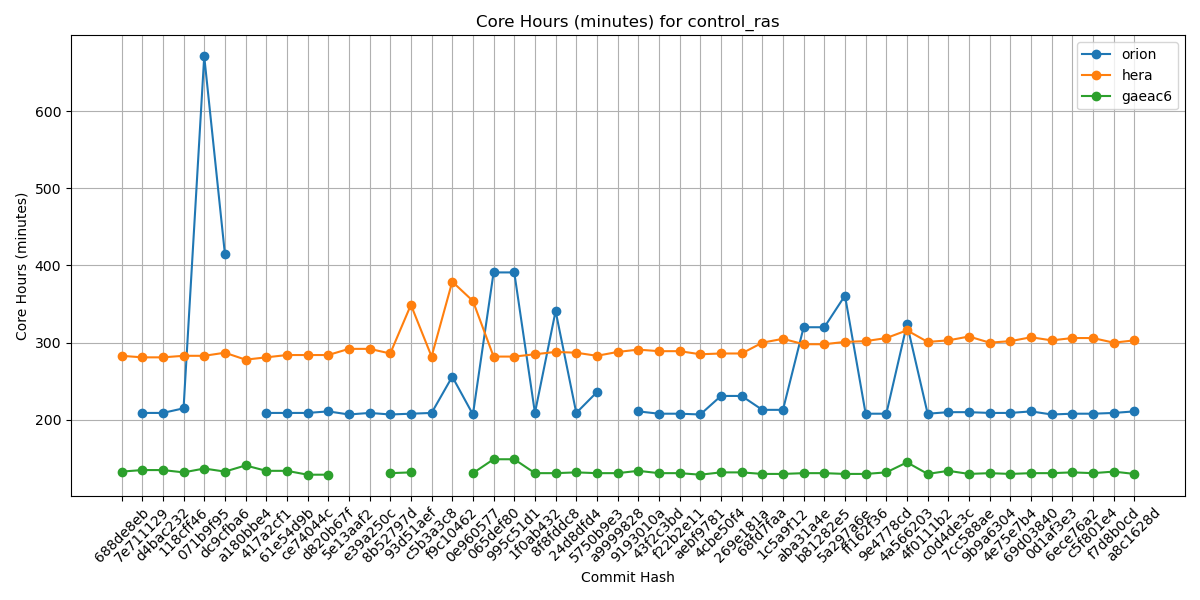 Core Hours (minutes) for control_ras
orion
hera
gaeac6
Core Hours (minutes)
600
500
400
300
200
688de8eb
7e711129
d4bac232
118cff46
071b9f95
dc9cfba6
a180bbe4
417a2cf1
61e54d9b
ce74044c
d820b67f
5e13aaf2
e39a250c
8b52797d
93d51aef
c5b3a3c8
f9c10462
0e960577
065def80
995c51d1
1f0ab432
8f8fdfc8
24d8dfd4
5750b9e3
a9999828
9193010a
43f253bd
f22b2e11
aebf9781
4cbe50f4
269e181a
68fd7faa
1c5a9f12
aba31a4e
b81282e5
5a297a6e
ff162f36
9e4778cd
4a566203
4f011b2
c0d4de3c
7cc588ae
9b9a6304
4e75e7b4
69d03840
0d1af3e3
6ece76a2
c5f801e4
f7d8b0cd
a8c1628d
Commit Hash